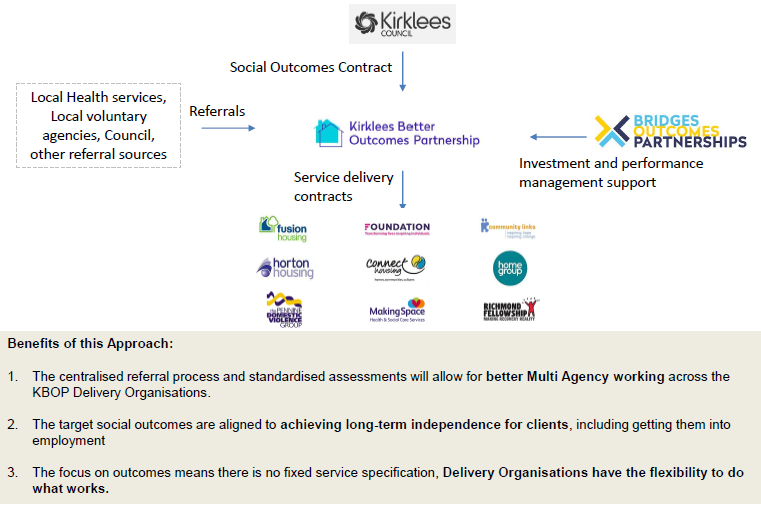 Kirklees
COUNCIL
Social Outcomes Contract
Local Health services,
Local voluntary
agencies, Council,
other referral sources
Referrals
Kirklees Better
Outcomes Partnership
BRIDGES
OUTCOMES
PARTNERSHIPS
Investment and performance
management support
Service delivery
contracts
fusion
housing
FOUNDATION
community links
horton
housing
connect
housing
home
group
the PENNINE
DOMESTIC
VIOLENCE
GROUP
MakingSpace
Health & Social Care Services
RICHMOND
FELLOWSHIP
MAKING RECOVERY REALITY
Benefits of this Approach:
1. The centralised referral process and standardised assessments will allow for better Multi Agency working across the
KBOP Delivery Organisations.
2. The target social outcomes are aligned to achieving long-term independence for clients, including getting them into
employment
3. The focus on outcomes means there is no fixed service specification, Delivery Organisations have the flexibility to do
what works.